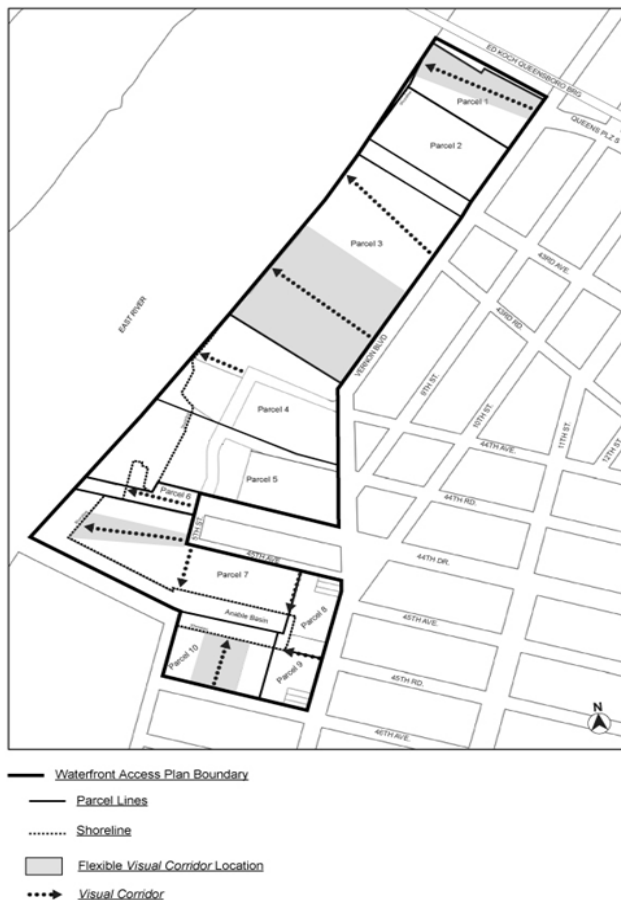 ED KOCH QUEENSBORO BRG
QUEENS PLZ S
Parcel 1
Parcel 2
Parcel 3
43RD AVE.
43RD RD.
EAST RIVER
VERNON BLVD
9TH ST.
10TH ST.
11TH ST.
12TH ST.
Parcel 4
44TH AVE.
Parcel 5
44TH RD.
Parcel 6
5TH ST.
45TH AVE.
44TH DR.
Parcel 7
Parcel 8
Anable Basin
45TH AVE.
Parcel 10
Parcel 9
45TH RD.
46TH AVE.
N
Waterfront Access Plan Boundary
Parcel Lines
Shoreline
Flexible Visual Corridor Location
Visual Corridor